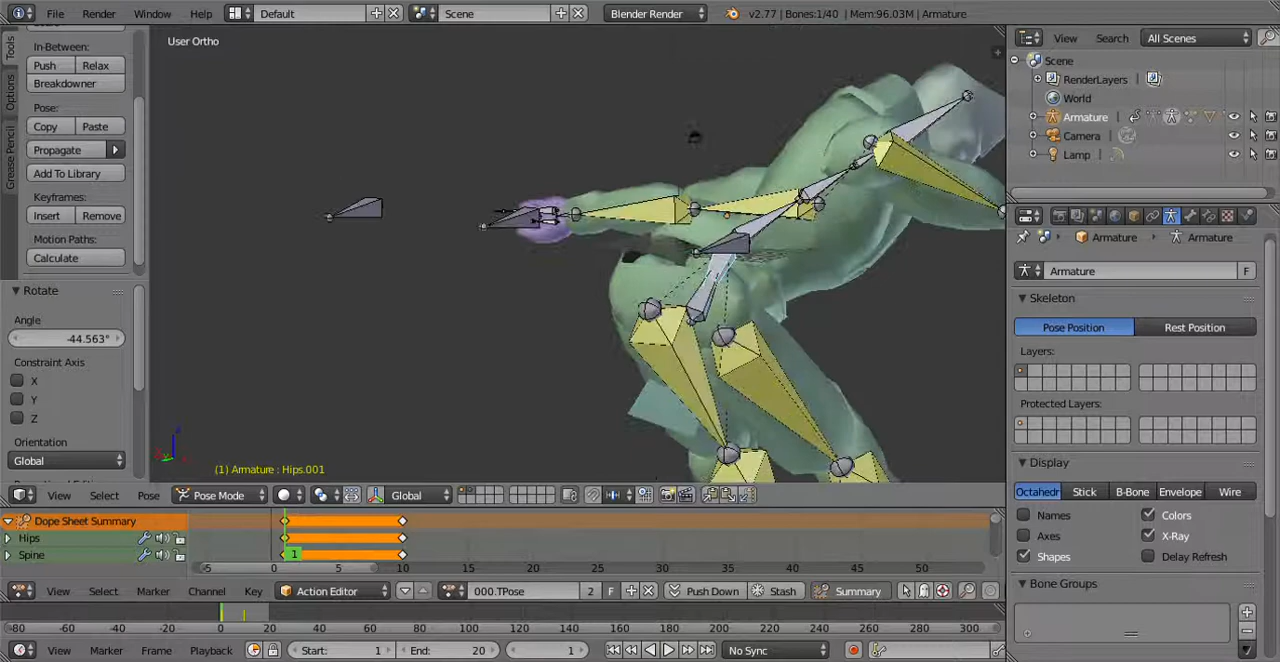 File Render Window Help Default Scene Blender Render v2.77 | Bones:1/40 | Mem:96.03M | Armature
Tools
Options
Grease Pencil
In-Between:
Push Relax
Breakdowner
Pose:
Copy Paste
Propagate
Add To Library
Keyframes:
Insert Remove
Motion Paths:
Calculate
Rotate
Angle
-44.563°
Constraint Axis
X
Y
Z
Orientation
Global
User Ortho
(1) Armature : Hips.001
View Select Pose Pose Mode Global
View Search All Scenes
Scene
RenderLayers
World
Armature
Camera
Lamp
Armature Armature
Armature F
Skeleton
Pose Position Rest Position
Layers:
Protected Layers:
Display
Octahedr Stick B-Bone Envelope Wire
Names Colors
Axes X-Ray
Shapes Delay Refresh
Bone Groups
Dope Sheet Summary
Hips
Spine
1
-5 0 5 10 15 20 25 30 35 40 45 50
View Select Marker Channel Key Action Editor 000.TPose 2 F Push Down Stash Summary
-80 -60 -40 -20 0 20 40 60 80 100 120 140 160 180 200 220 240 260 280 300
View Marker Frame Playback Start: 1 End: 20 1 No Sync